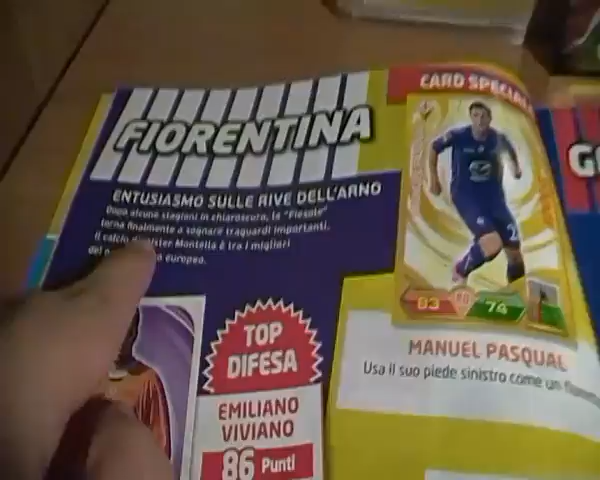 FIORENTINA
ENTUSIASMO SULLE RIVE DELL'ARNO
Dopo alcune stagioni in chiaroscuro, la "Fiesole"
torna finalmente a sognare traguardi importanti.
Il calcio di mister Montella è tra i migliori
europeo.
CARD SPECIAL
83 74
MANUEL PASQUAL
Usa il suo piede sinistro come un
TOP
DIFESA
EMILIANO
VIVIANO
86 Punti
G